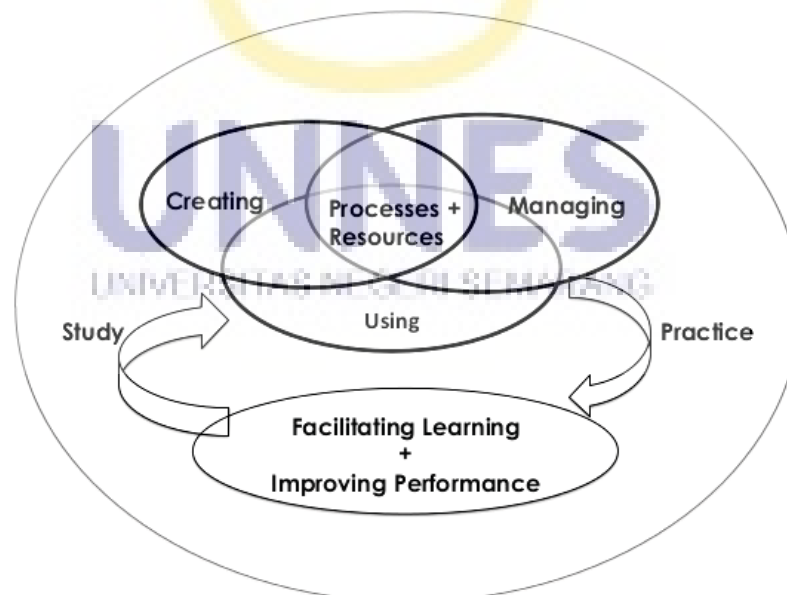 UNNES
Creating
Processes +
Resources
Managing
UNIVERSITAS NEGERI SEMARANG
Using
Study
Practice
Facilitating Learning
+
Improving Performance